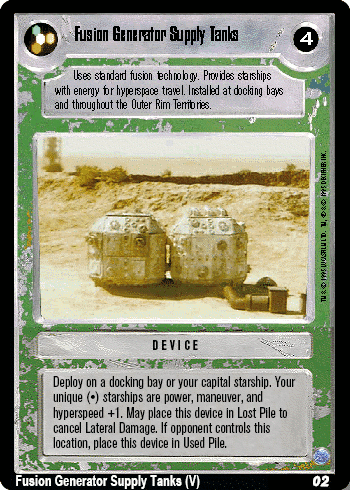 Fusion Generator Supply Tanks
4
Uses standard fusion technology. Provides starships
with energy for hyperspace travel. Installed at docking bays
and throughout the Outer Rim Territories.
DEVICE
Deploy on a docking bay or your capital starship. Your
unique (•) starships are power, maneuver, and
hyperspeed +1. May place this device in Lost Pile to
cancel Lateral Damage. If opponent controls this
location, place this device in Used Pile.
Fusion Generator Supply Tanks (V)
02